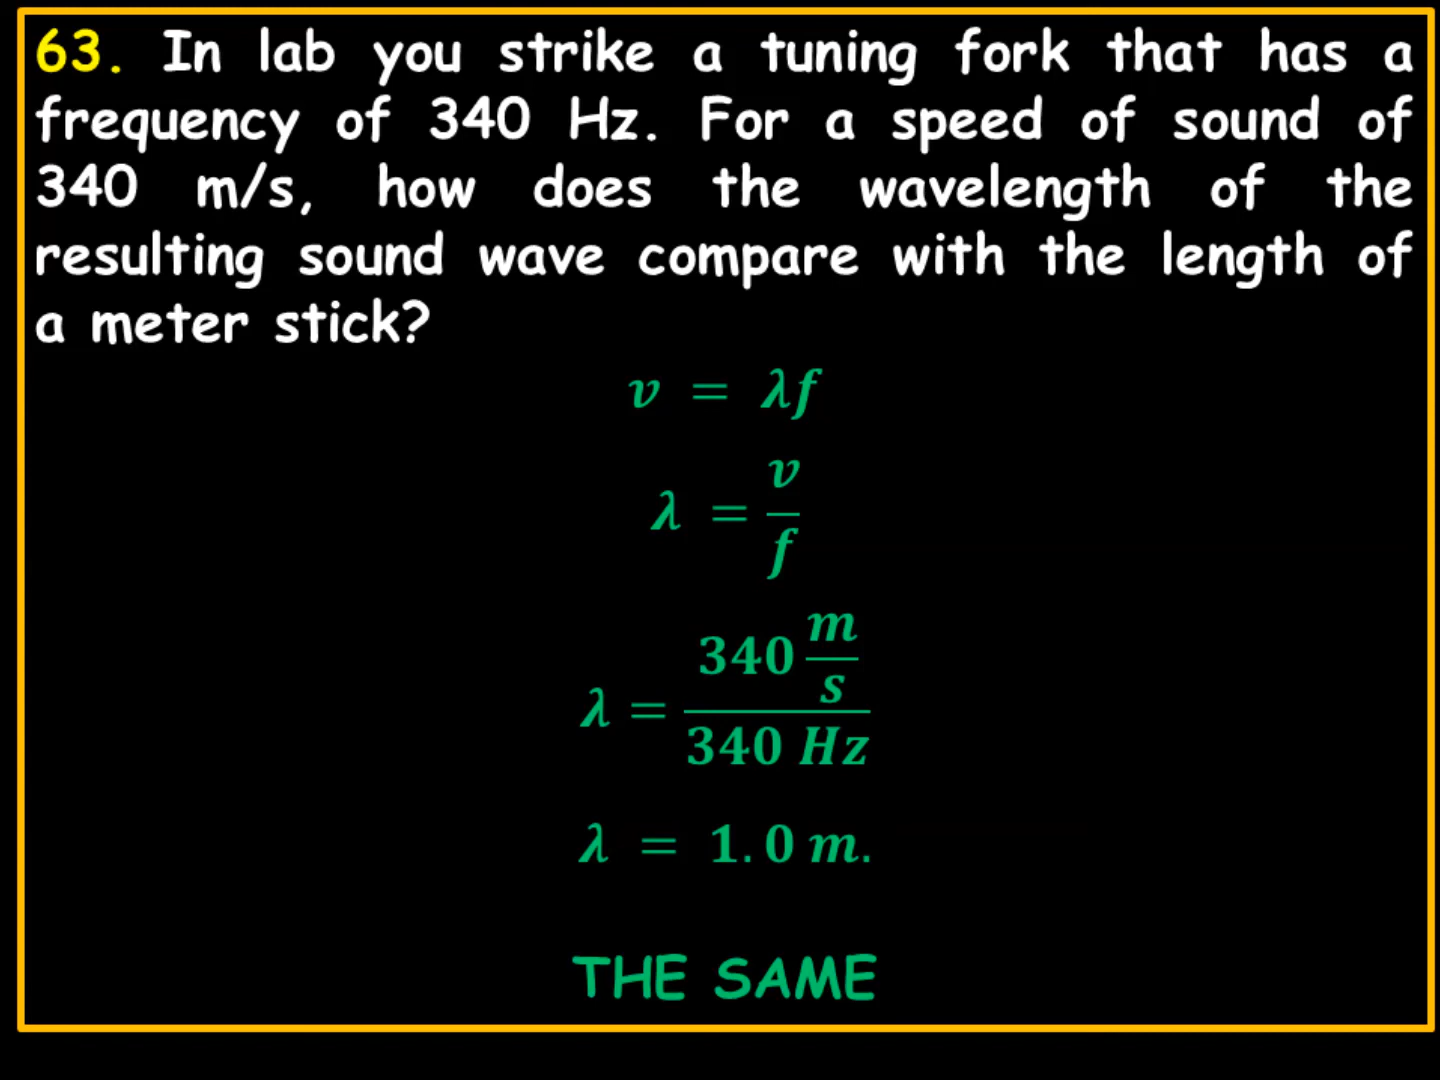 63. In lab you strike a tuning fork that has a
frequency of 340 Hz. For a speed of sound of
340 m/s, how does the wavelength of the
resulting sound wave compare with the length of
a meter stick?
v = λf
λ = v/f
λ = 340 m/s / 340 Hz
λ = 1.0 m.
THE SAME